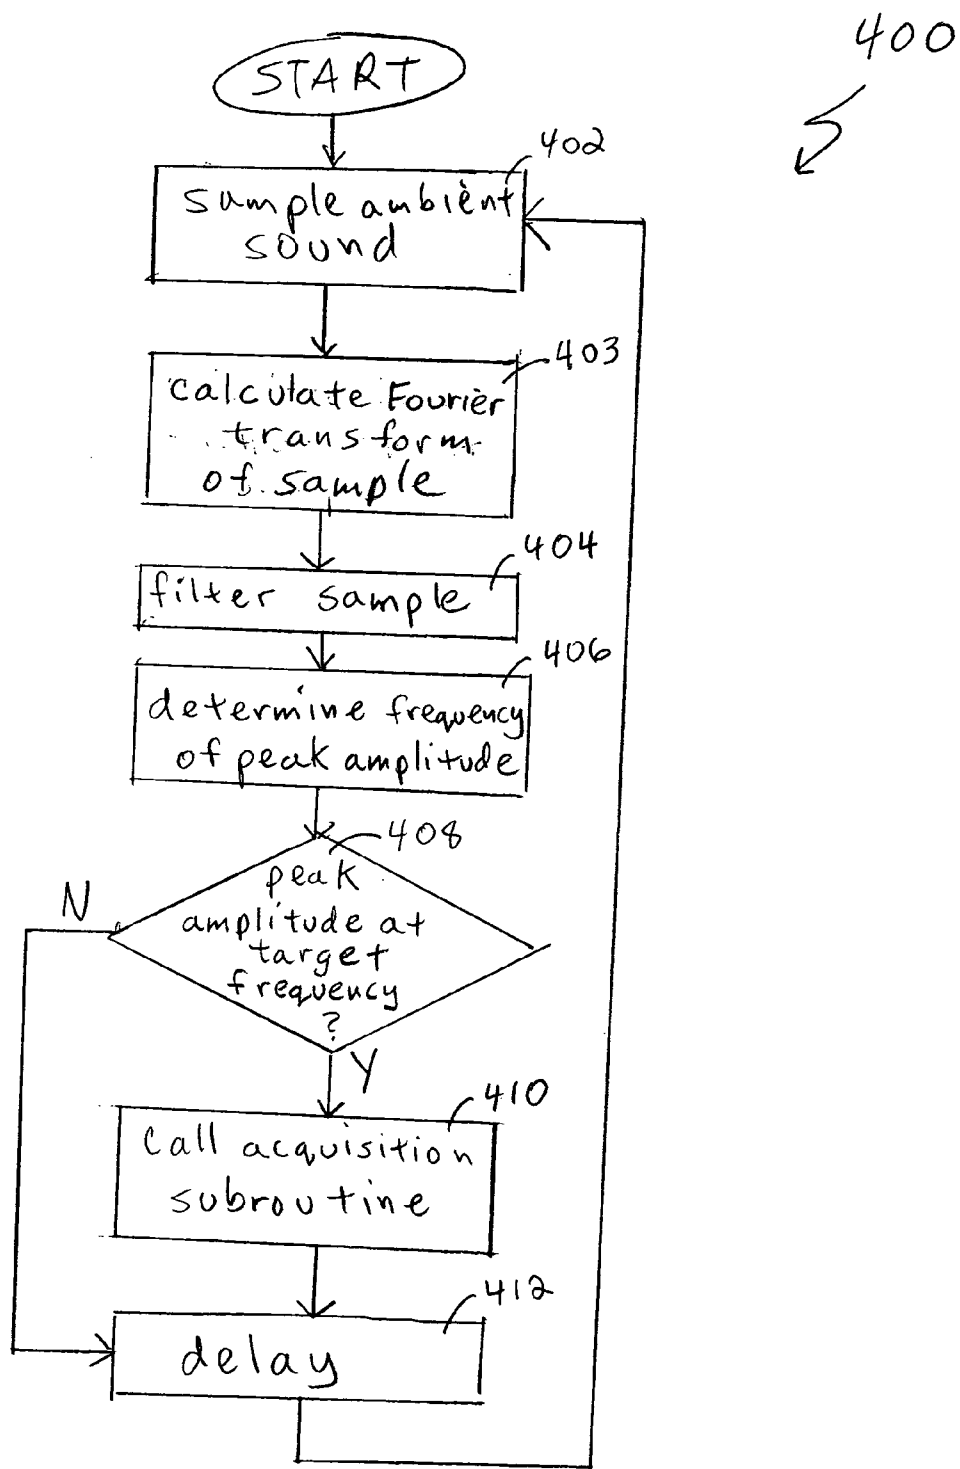 400
START
402
sample ambient
sound
403
calculate Fourier
transform
of sample
404
filter sample
406
determine frequency
of peak amplitude
408
peak
amplitude at
target
frequency
?
N
Y
410
call acquisition
subroutine
412
delay